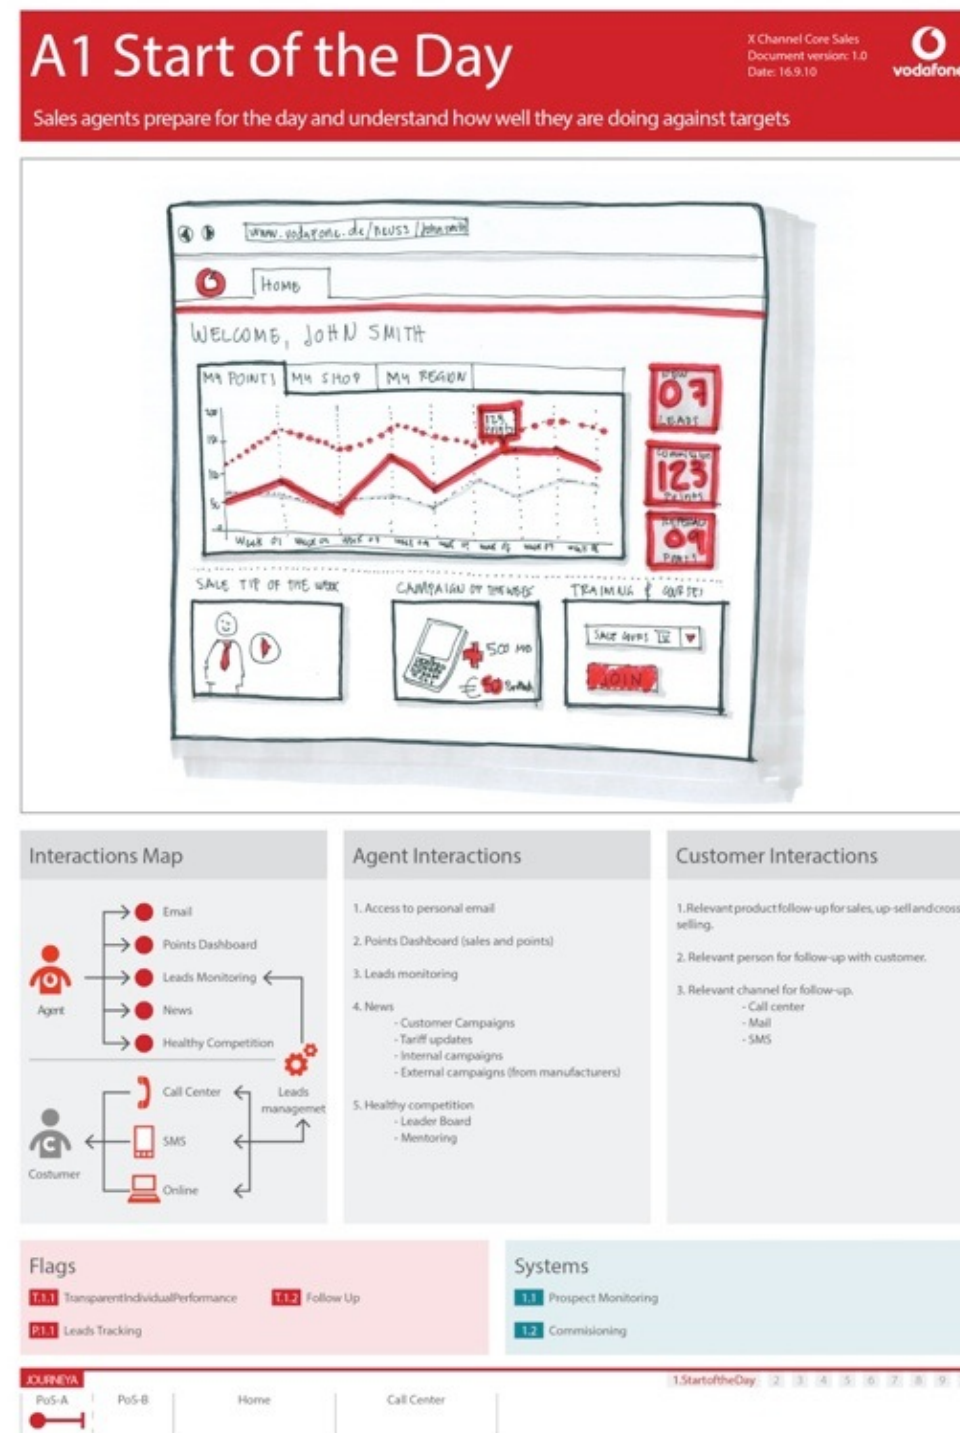 A1 Start of the Day
X Channel Core Sales
Document version: 1.0
Date: 16.9.10
vodafone
Sales agents prepare for the day and understand how well they are doing against targets
HOME
WELCOME, JOHN SMITH
MY POINTS
MY SHOP
MY REGION
07
LEADS
123
POINTS
09
SALE TIP OF THE WEEK
CAMPAIGN OF THE WEEK
TRAINING & COURSES
500
JOIN
Interactions Map
Email
Points Dashboard
Leads Monitoring
Agent
News
Healthy Competition
Call Center
Leads
managemet
SMS
Costumer
Online
Agent Interactions
1. Access to personal email
2. Points Dashboard (sales and points)
3. Leads monitoring
4. News
- Customer Campaigns
- Tariff updates
- Internal campaigns
- External campaigns (from manufacturers)
5. Healthy competition
- Leader Board
- Mentoring
Customer Interactions
1.Relevant product follow-up for sales, up-sell and cross
selling.
2. Relevant person for follow-up with customer.
3. Relevant channel for follow-up.
- Call center
- Mail
- SMS
Flags
T.1.1 TransparentIndividualPerformance
T.1.2 Follow Up
P.1.1 Leads Tracking
Systems
1.1 Prospect Monitoring
1.2 Commisioning
JOURNEY A
1.StartoftheDay 2 3 4 5 6 7 8 9
PoS-A
PoS-B
Home
Call Center